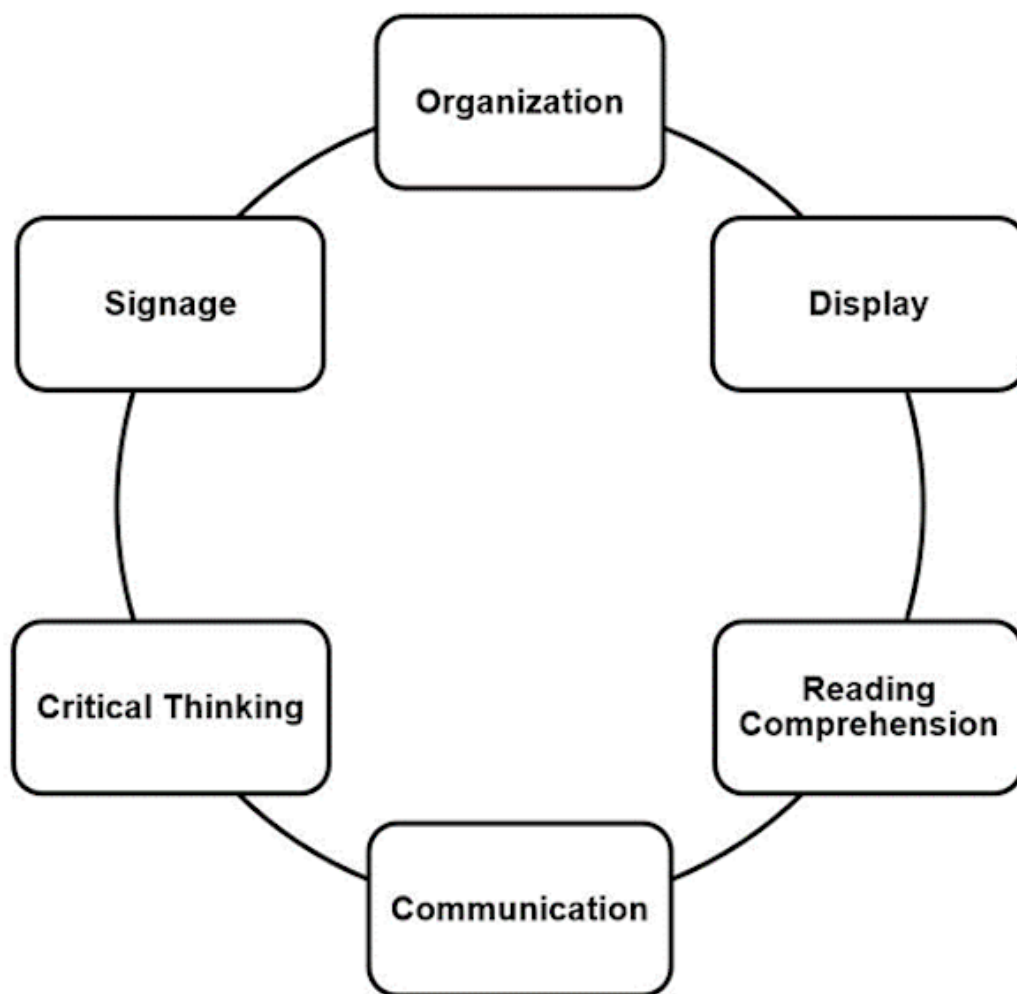 Organization
Signage
Display
Critical Thinking
Reading
Comprehension
Communication